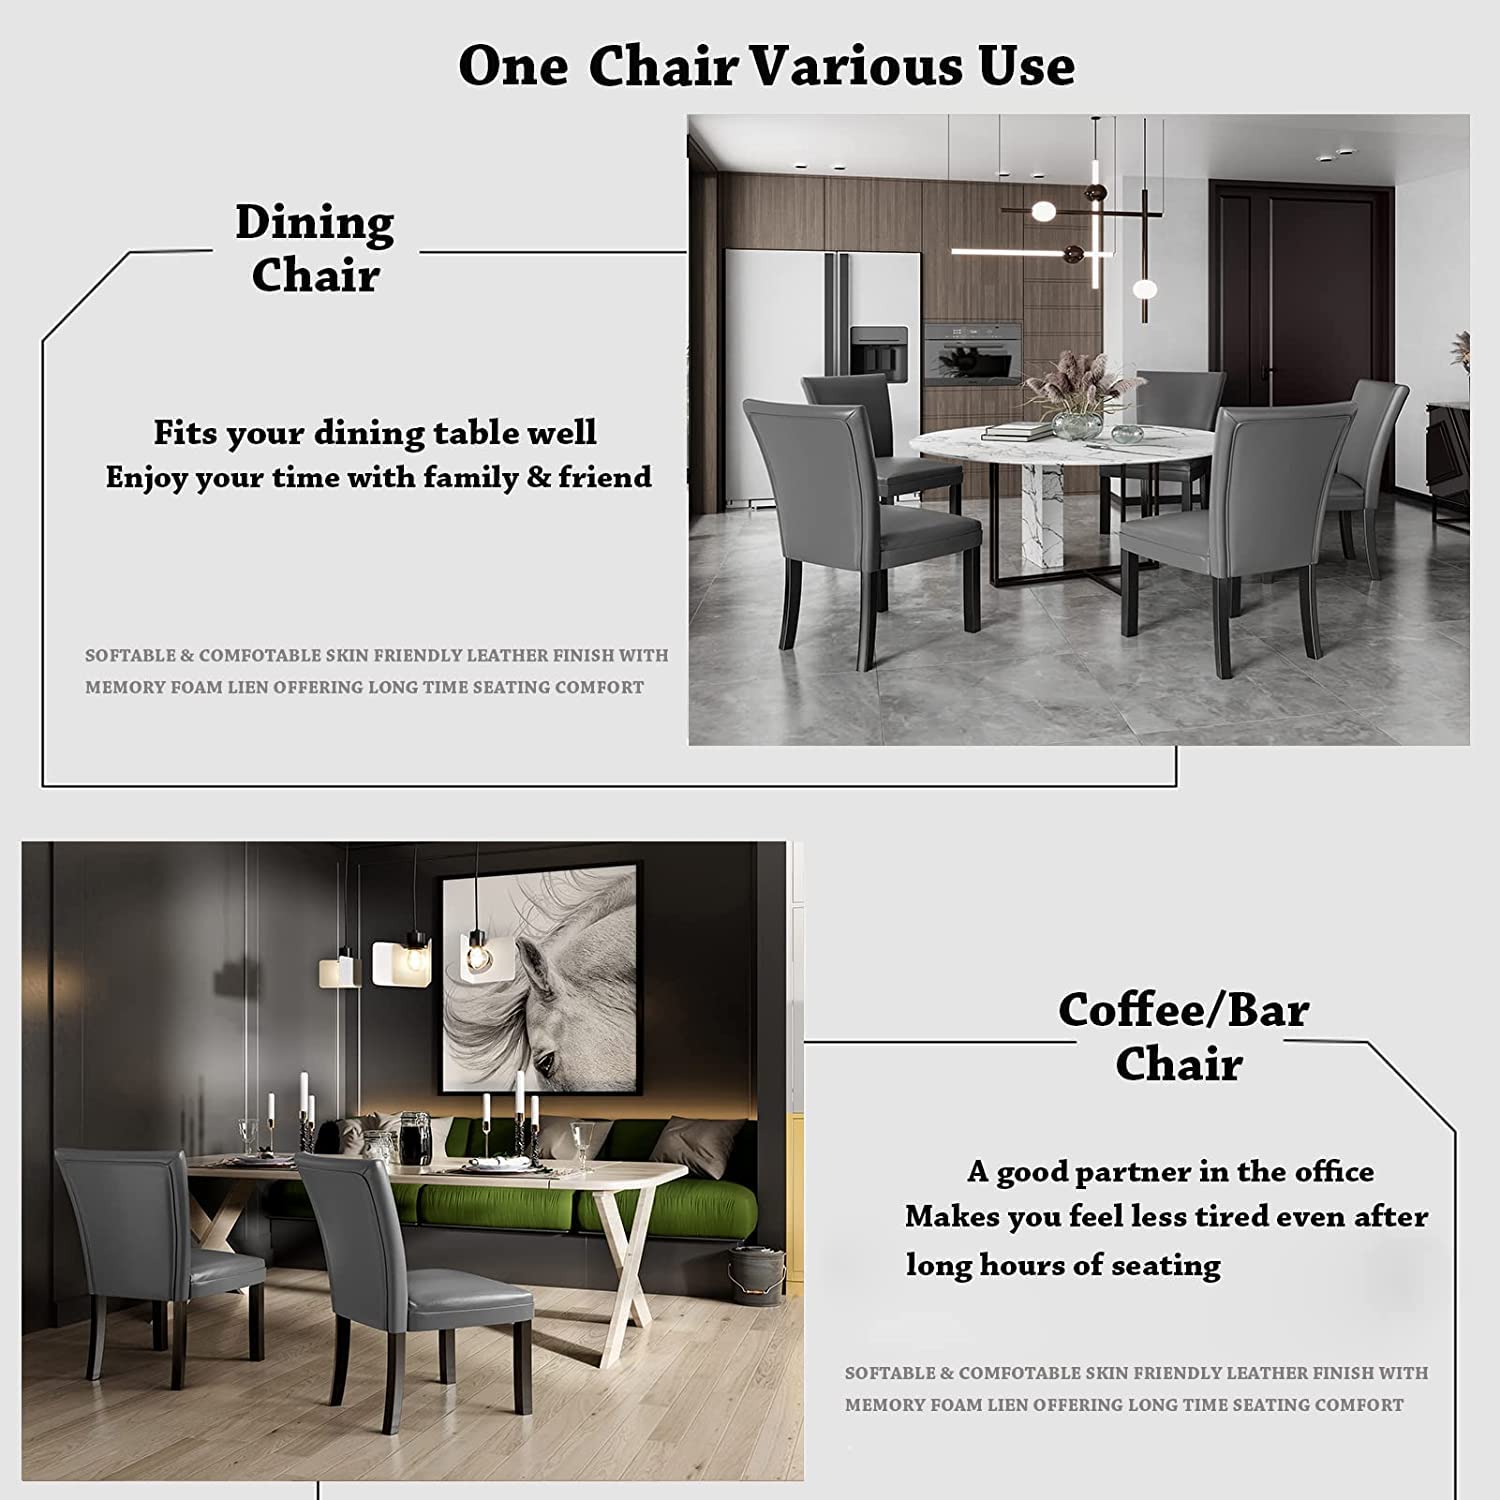 One Chair Various Use
Dining
Chair
Fits your dining table well
Enjoy your time with family & friend
SOFTABLE & COMFOTABLE SKIN FRIENDLY LEATHER FINISH WITH
MEMORY FOAM LIEN OFFERING LONG TIME SEATING COMFORT
Coffee/Bar
Chair
A good partner in the office
Makes you feel less tired even after
long hours of seating
SOFTABLE & COMFOTABLE SKIN FRIENDLY LEATHER FINISH WITH
MEMORY FOAM LIEN OFFERING LONG TIME SEATING COMFORT